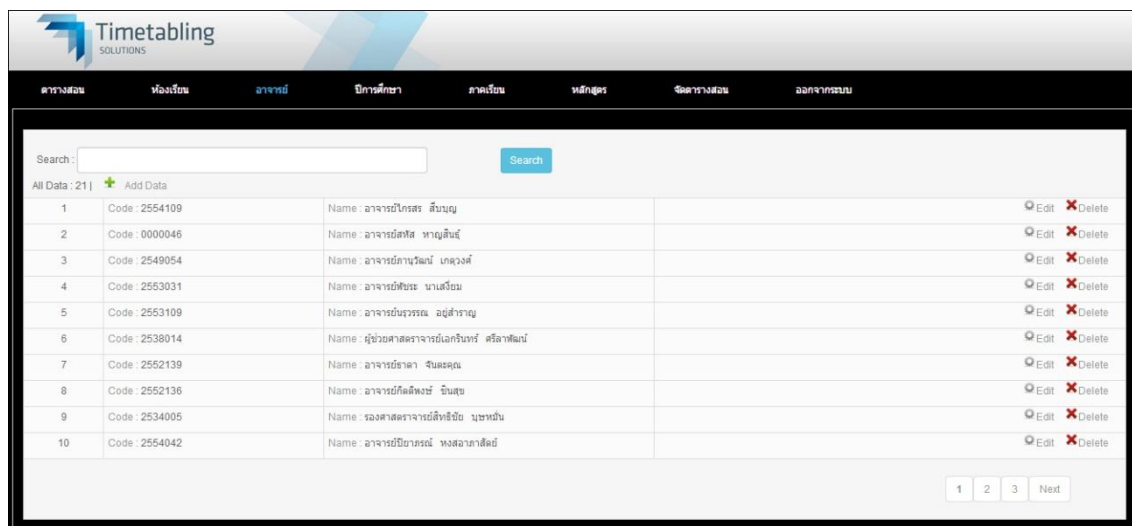 Timetabling
SOLUTIONS
ตารางสอน ห้องเรียน อาจารย์ ปีการศึกษา ภาคเรียน หลักสูตร จัดตารางสอน ออกจากระบบ
Search : Search
All Data : 21 | Add Data
1 Code : 2554109 Name : อาจารย์ไกรสร สืบบุญ Edit Delete
2 Code : 0000046 Name : อาจารย์สหัส หาญสินธุ์ Edit Delete
3 Code : 2549054 Name : อาจารย์ภานุวัฒน์ เกตุวงศ์ Edit Delete
4 Code : 2553031 Name : อาจารย์พัชระ นาเสงี่ยม Edit Delete
5 Code : 2553109 Name : อาจารย์นฐวรรณ อยู่สำราญ Edit Delete
6 Code : 2538014 Name : ผู้ช่วยศาสตราจารย์เอกรินทร์ ศรีลาพัฒน์ Edit Delete
7 Code : 2552139 Name : อาจารย์ธาดา จันตะคุณ Edit Delete
8 Code : 2552136 Name : อาจารย์กิตติพงษ์ ชินสุข Edit Delete
9 Code : 2534005 Name : รองศาสตราจารย์สิทธิชัย บุษหมั่น Edit Delete
10 Code : 2554042 Name : อาจารย์ปิยาภรณ์ Edit Delete
1 2 3 Next